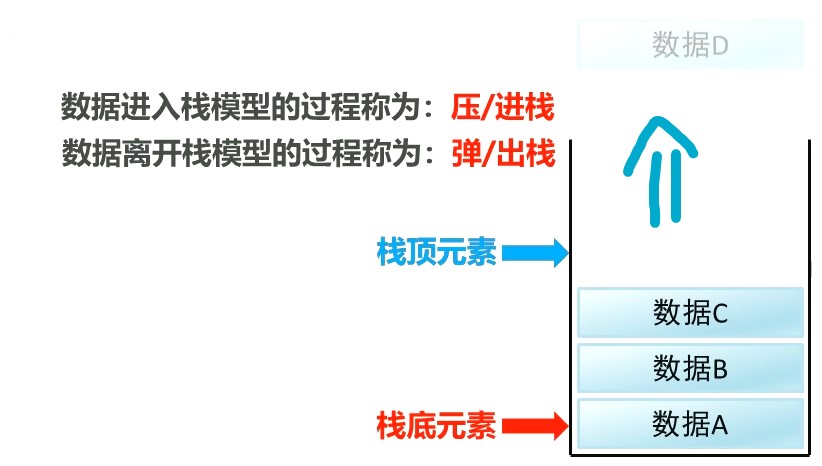 数据D
数据进入栈模型的过程称为：压/进栈
数据离开栈模型的过程称为：弹/出栈
栈顶元素
数据C
数据B
栈底元素
数据A